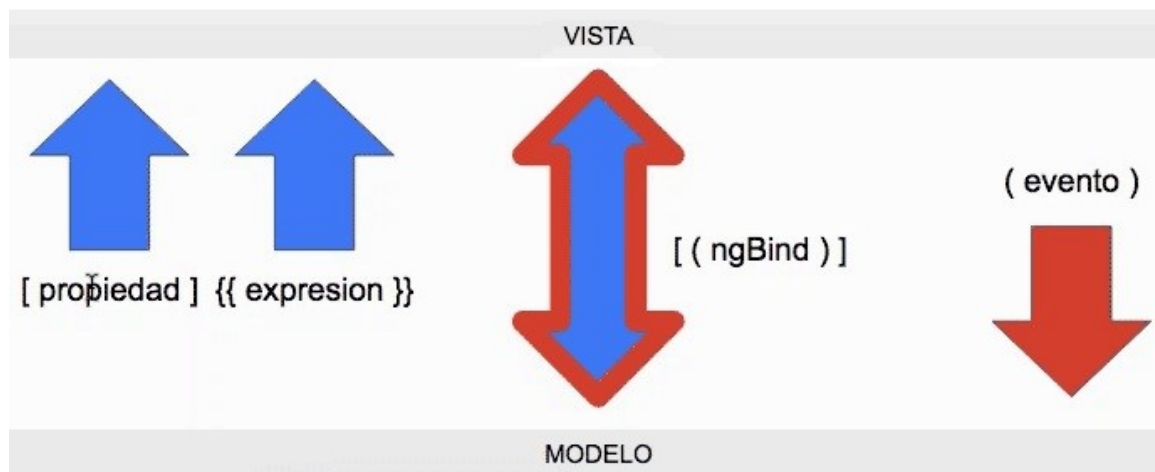 VISTA
( evento )
[ ( ngBind ) ]
[ propiedad ] {{ expresion }}
MODELO